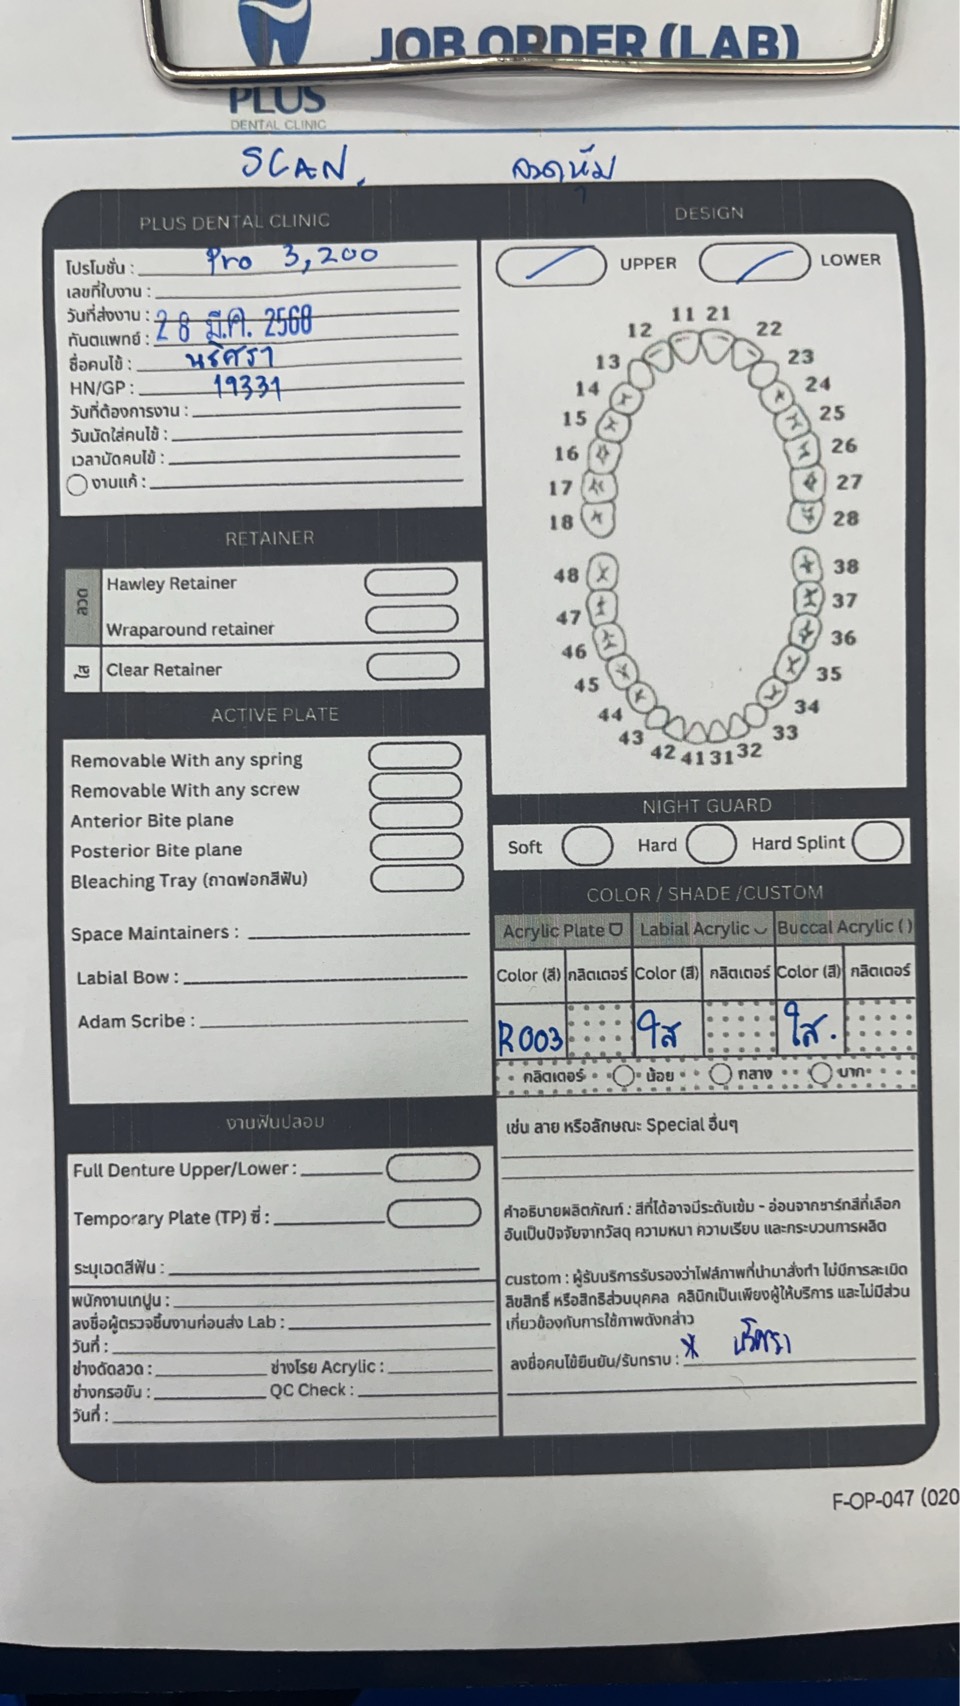 JOB ORDER (LAB)
PLUS
DENTAL CLINIC
SCAN. ลวดหุ้ม
PLUS DENTAL CLINIC
โปรโมชั่น : Pro 3,200
เลขที่ใบงาน :
วันที่ส่งงาน : 28 มี.ค. 2568
ทันตแพทย์ :
ชื่อคนไข้ : นริศรา
HN/GP : 19331
วันที่ต้องการงาน :
วันนัดใส่คนไข้ :
เวลานัดคนไข้ :
งานแก้ :
DESIGN
UPPER LOWER
11 21
12 22
13 23
14 24
15 25
16 26
17 27
18 28
48 38
47 37
46 36
45 35
44 34
43 33
42 41 31 32
RETAINER
ลวด
Hawley Retainer
Wraparound retainer
ใส
Clear Retainer
ACTIVE PLATE
Removable With any spring
Removable With any screw
Anterior Bite plane
Posterior Bite plane
Bleaching Tray (ถาดฟอกสีฟัน)
Space Maintainers :
Labial Bow :
Adam Scribe :
NIGHT GUARD
Soft Hard Hard Splint
COLOR / SHADE /CUSTOM
Acrylic Plate Labial Acrylic Buccal Acrylic ( )
Color (สี) กลิตเตอร์ Color (สี) กลิตเตอร์ Color (สี) กลิตเตอร์
R003 ใส ใส.
กลิตเตอร์ น้อย กลาง มาก
เช่น ลาย หรือลักษณะ Special อื่นๆ
คำอธิบายผลิตภัณฑ์ : สีที่ได้อาจมีระดับเข้ม - อ่อนจากชาร์ทสีที่เลือก
อันเป็นปัจจัยจากวัสดุ ความหนา ความเรียบ และกระบวนการผลิต
custom : ผู้รับบริการรับรองว่าไฟล์ภาพที่นำมาสั่งทำ ไม่มีการละเมิด
ลิขสิทธิ์ หรือสิทธิส่วนบุคคล คลินิกเป็นเพียงผู้ให้บริการ และไม่มีส่วน
เกี่ยวข้องกับการใช้ภาพดังกล่าว
ลงชื่อคนไข้ยืนยัน/รับทราบ : * นริศรา
งานฟันปลอม
Full Denture Upper/Lower :
Temporary Plate (TP) ซี่ :
ระบุเฉดสีฟัน :
พนักงานเทปูน :
ลงชื่อผู้ตรวจชิ้นงานก่อนส่ง Lab :
วันที่ :
ช่างดัดลวด : ช่างโรย Acrylic :
ช่างกรอขัน : QC Check :
วันที่ :
F-OP-047 (020